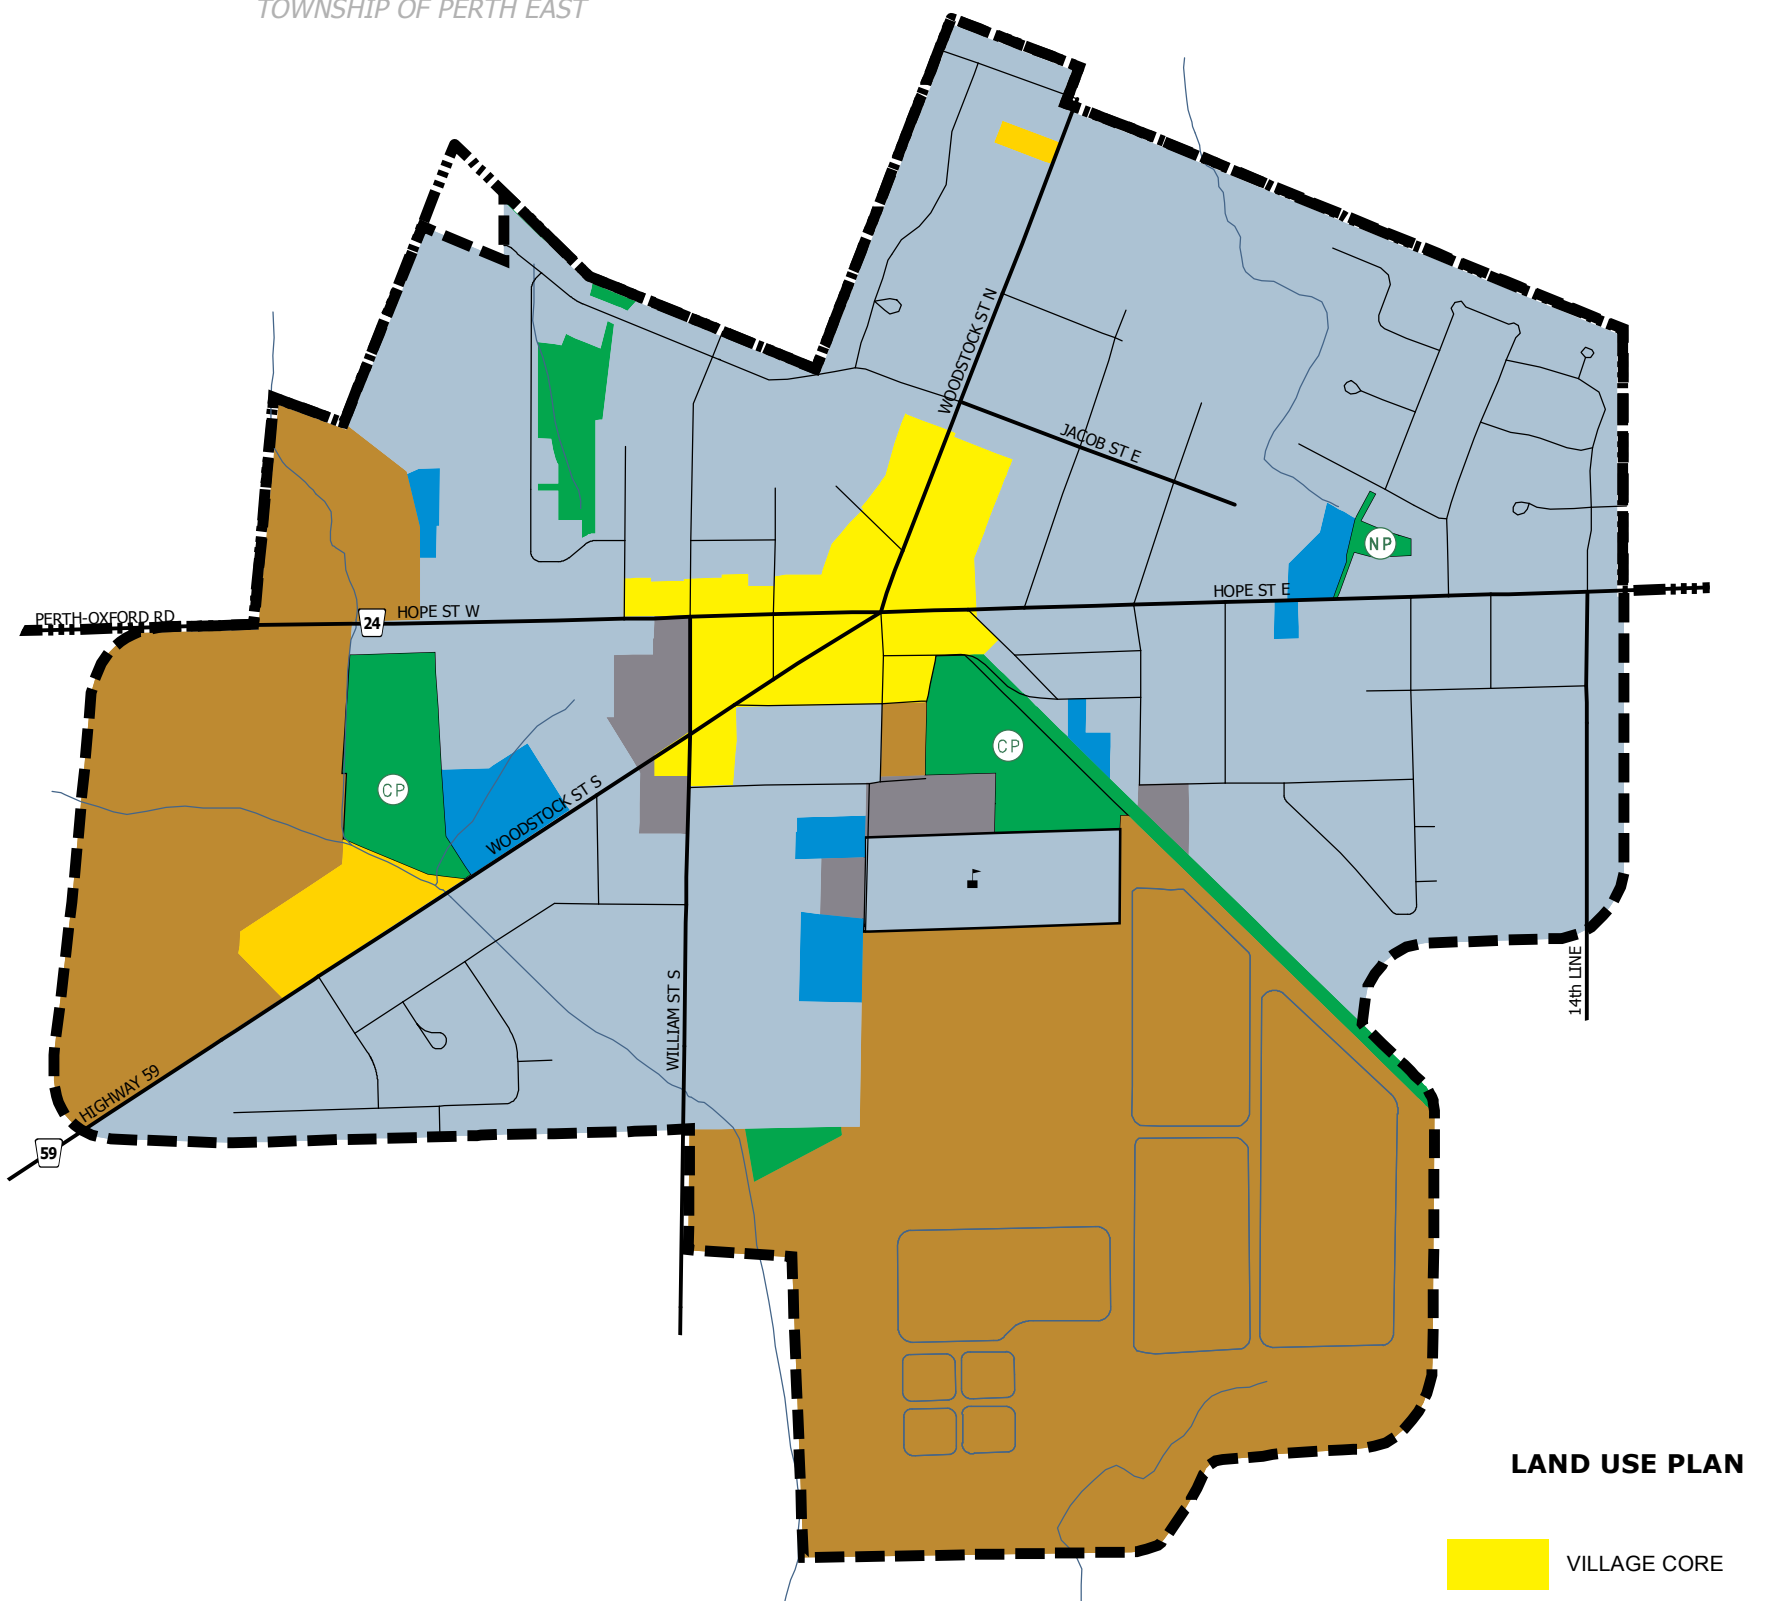 TOWNSHIP OF PERTH EAST
WOODSTOCK ST N
JACOB ST E
NP
HOPE ST E
PERTH-OXFORD RD
24
HOPE ST W
CP
CP
WOODSTOCK ST S
WILLIAM ST S
14th LINE
HIGHWAY 59
59
LAND USE PLAN
VILLAGE CORE